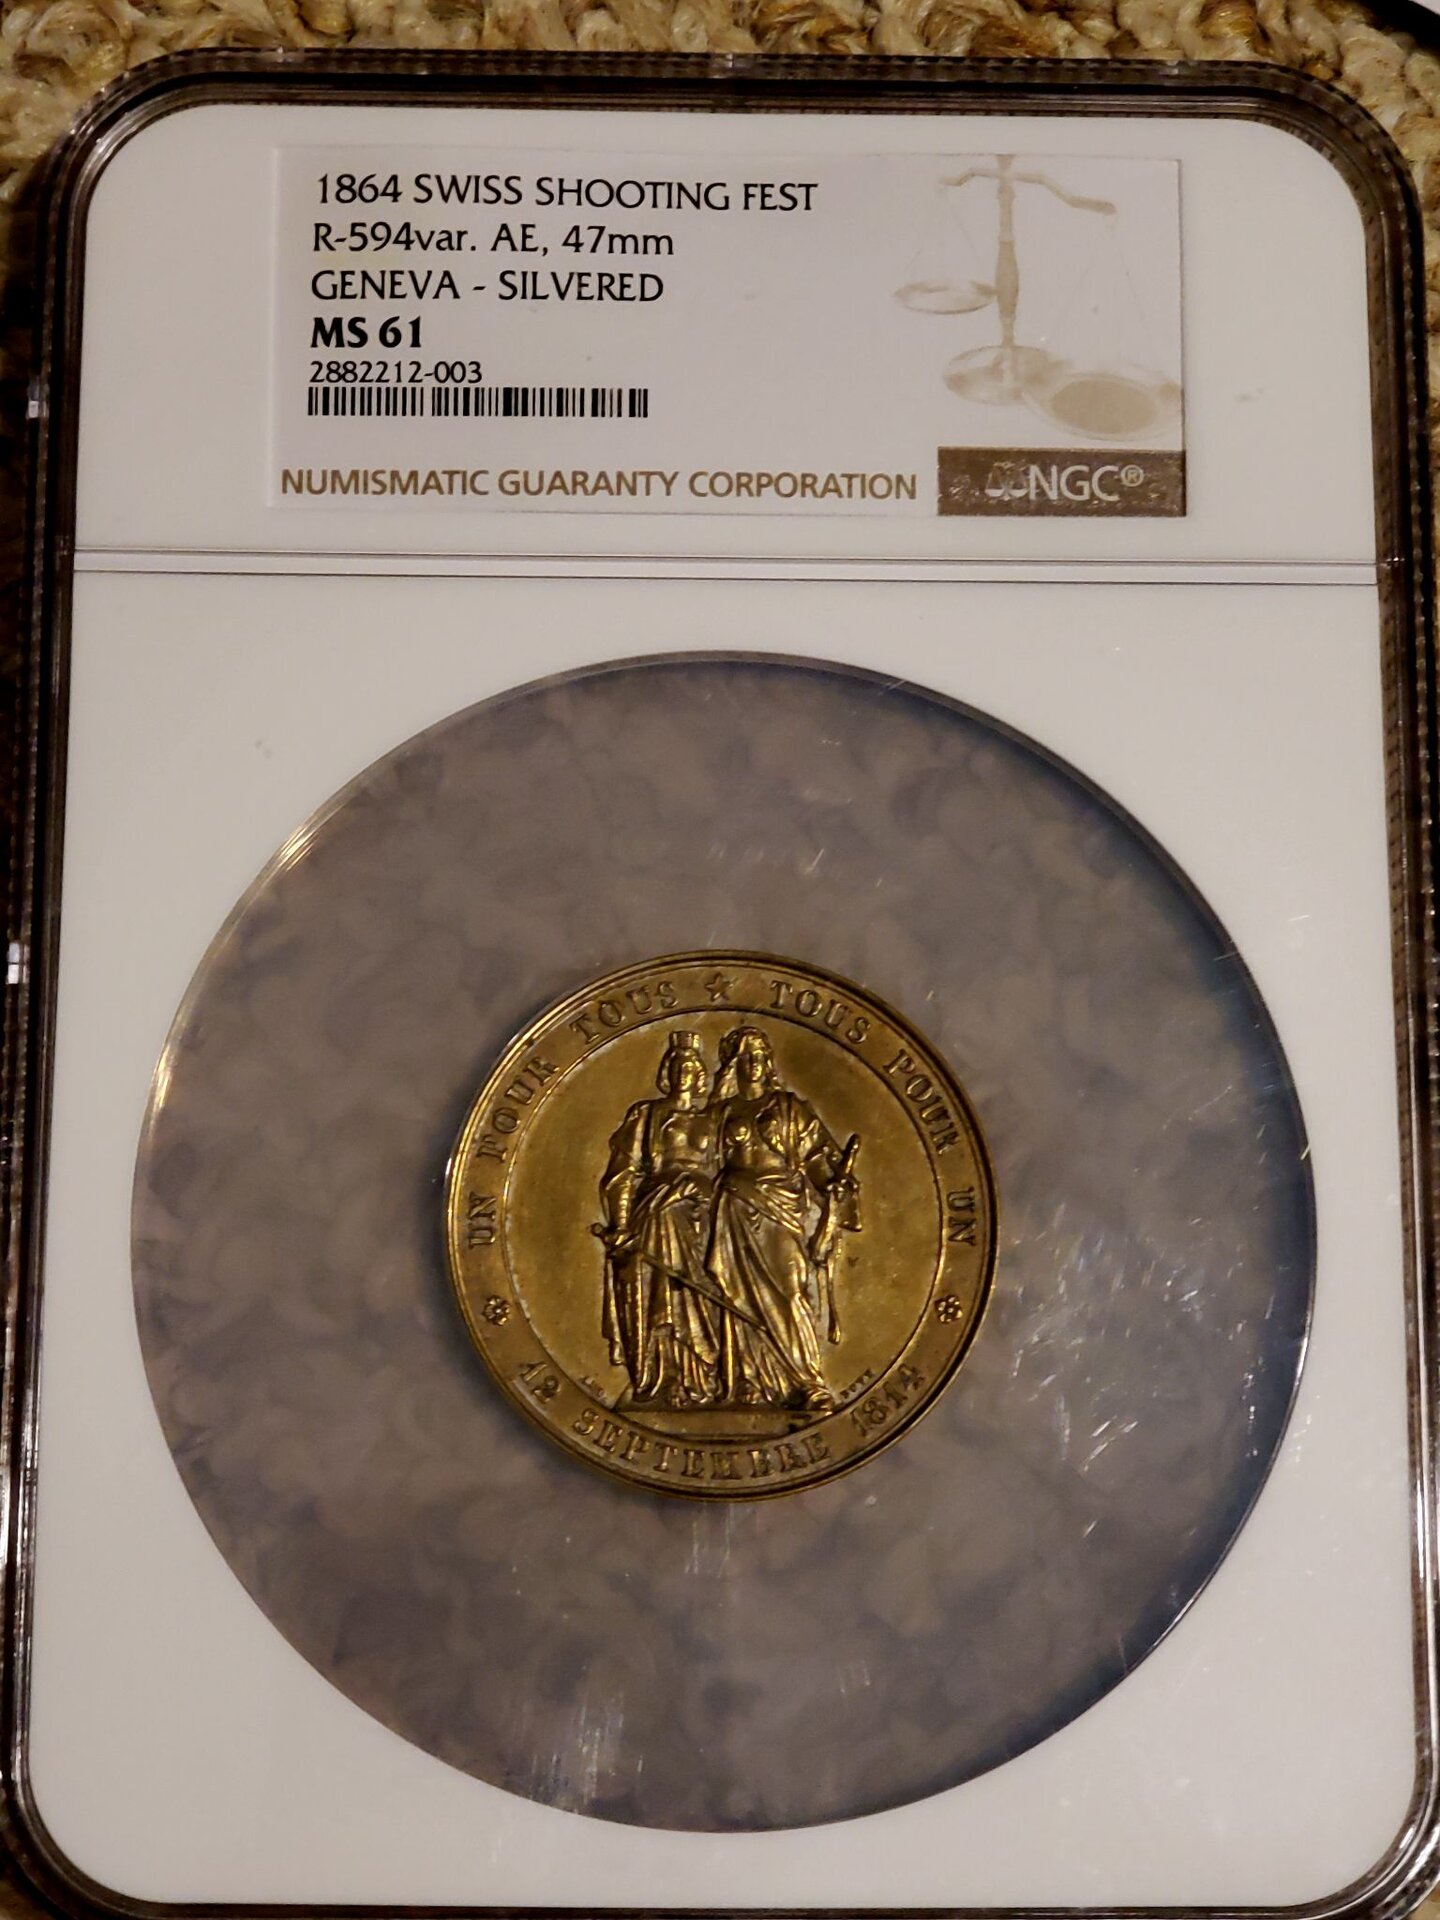 1864 SWISS SHOOTING FEST
R-594var. AE, 47mm
GENEVA - SILVERED
MS 61
2882212-003
NUMISMATIC GUARANTY CORPORATION
NGC®
UN POUR TOUS ★ TOUS POUR UN
12 SEPTEMBRE 1814